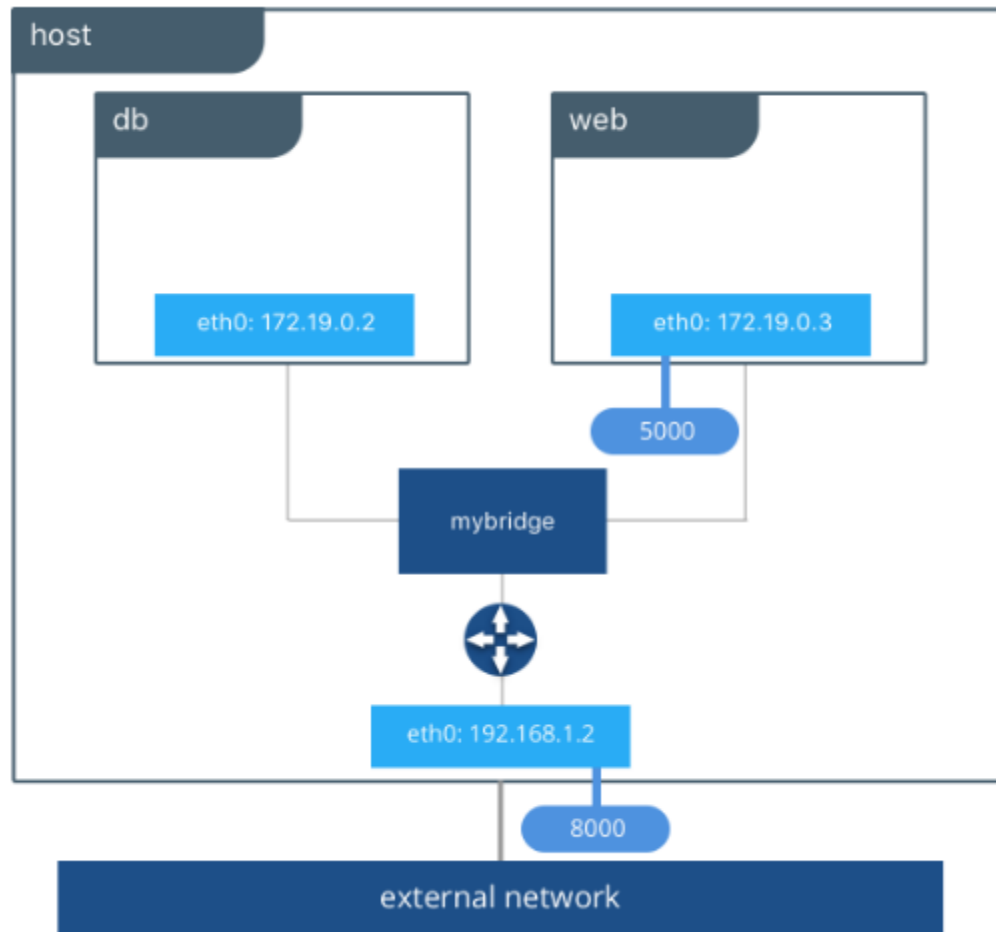 host
db
web
eth0: 172.19.0.2
eth0: 172.19.0.3
5000
mybridge
eth0: 192.168.1.2
8000
external network